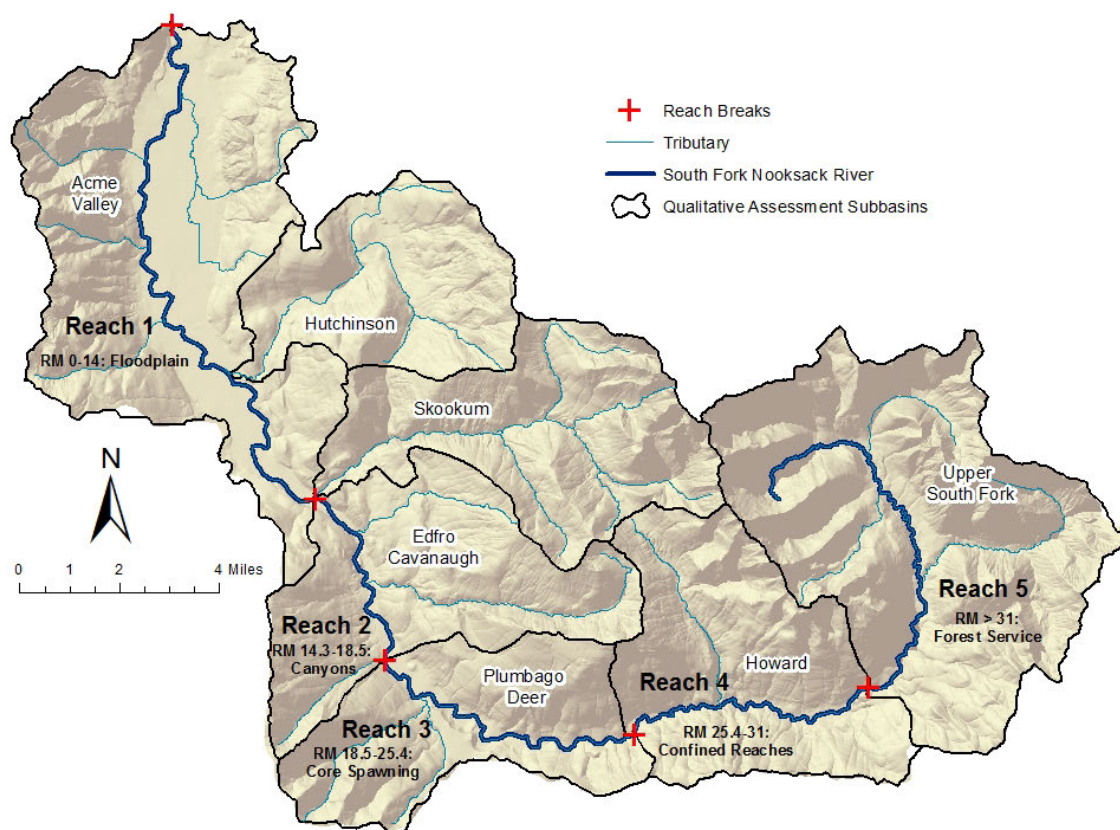 Reach Breaks
Tributary
South Fork Nooksack River
Qualitative Assessment Subbasins
Acme
Valley
Reach 1
RM 0-14: Floodplain
Hutchinson
Skookum
N
0 1 2 4 Miles
Edfro
Cavanaugh
Upper
South Fork
Reach 5
RM > 31:
Forest Service
Reach 2
RM 14.3-18.5:
Canyons
Plumbago
Deer
Howard
Reach 4
RM 25.4-31:
Confined Reaches
Reach 3
RM 18.5-25.4:
Core Spawning